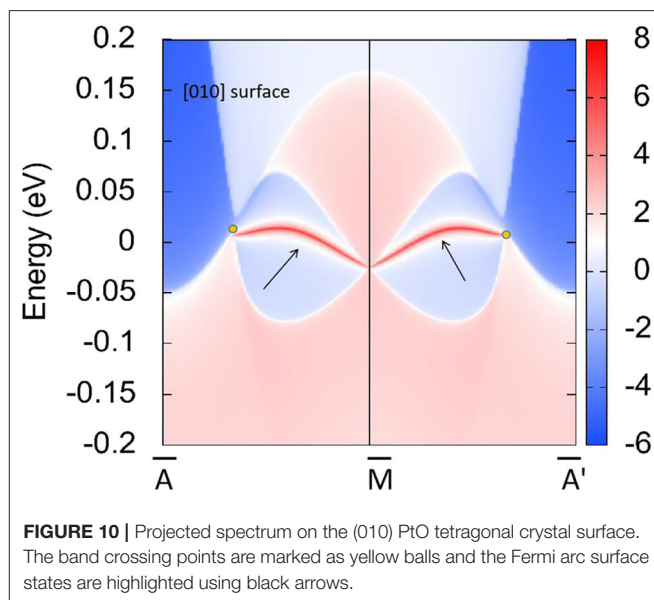 0.2
0.15
0.1
0.05
0
-0.05
-0.1
-0.15
-0.2
Energy (eV)
[010] surface
A̅
M̅
A̅'
8
6
4
2
0
-2
-4
-6
FIGURE 10 | Projected spectrum on the (010) PtO tetragonal crystal surface.
The band crossing points are marked as yellow balls and the Fermi arc surface
states are highlighted using black arrows.